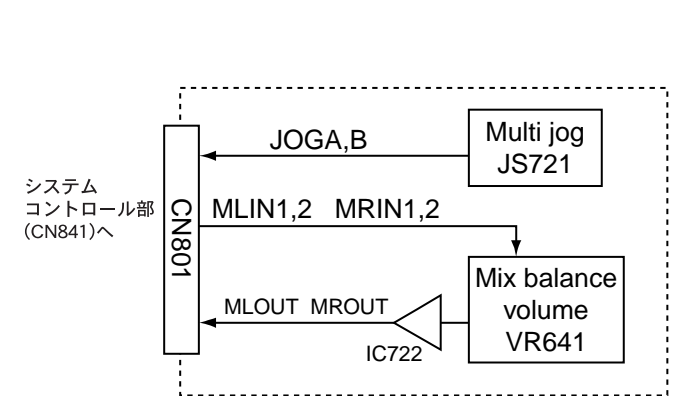 Multi jog
JS721
JOGA,B
システム
コントロール部
(CN841)へ
CN801
MLIN1,2 MRIN1,2
Mix balance
volume
VR641
MLOUT MROUT
IC722